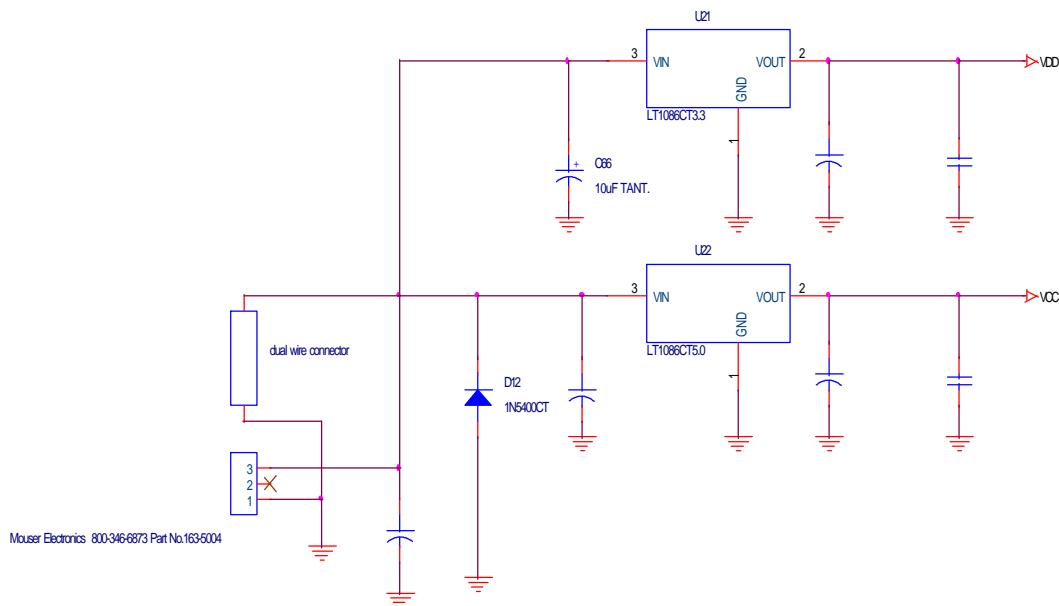 U21
3 VIN VOUT 2
GND
LT1086CT3.3
1
VDD
+ C66
10uF TANT.
U22
3 VIN VOUT 2
GND
LT1086CT5.0
1
VCC
dual wire connector
D12
1N5400CT
3
2
1
Mouser Electronics 800-346-6873 Part No.163-5004